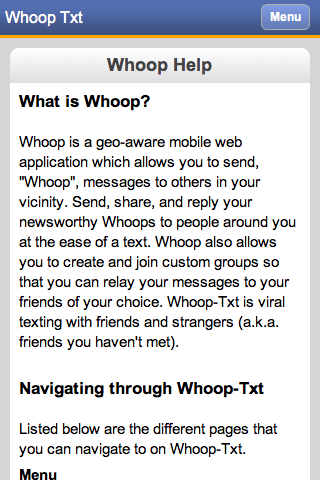 Whoop Txt
Menu
Whoop Help
What is Whoop?
Whoop is a geo-aware mobile web
application which allows you to send,
"Whoop", messages to others in your
vicinity. Send, share, and reply your
newsworthy Whoops to people around you
at the ease of a text. Whoop also allows
you to create and join custom groups so
that you can relay your messages to your
friends of your choice. Whoop-Txt is viral
texting with friends and strangers (a.k.a.
friends you haven't met).
Navigating through Whoop-Txt
Listed below are the different pages that
you can navigate to on Whoop-Txt.
Menu